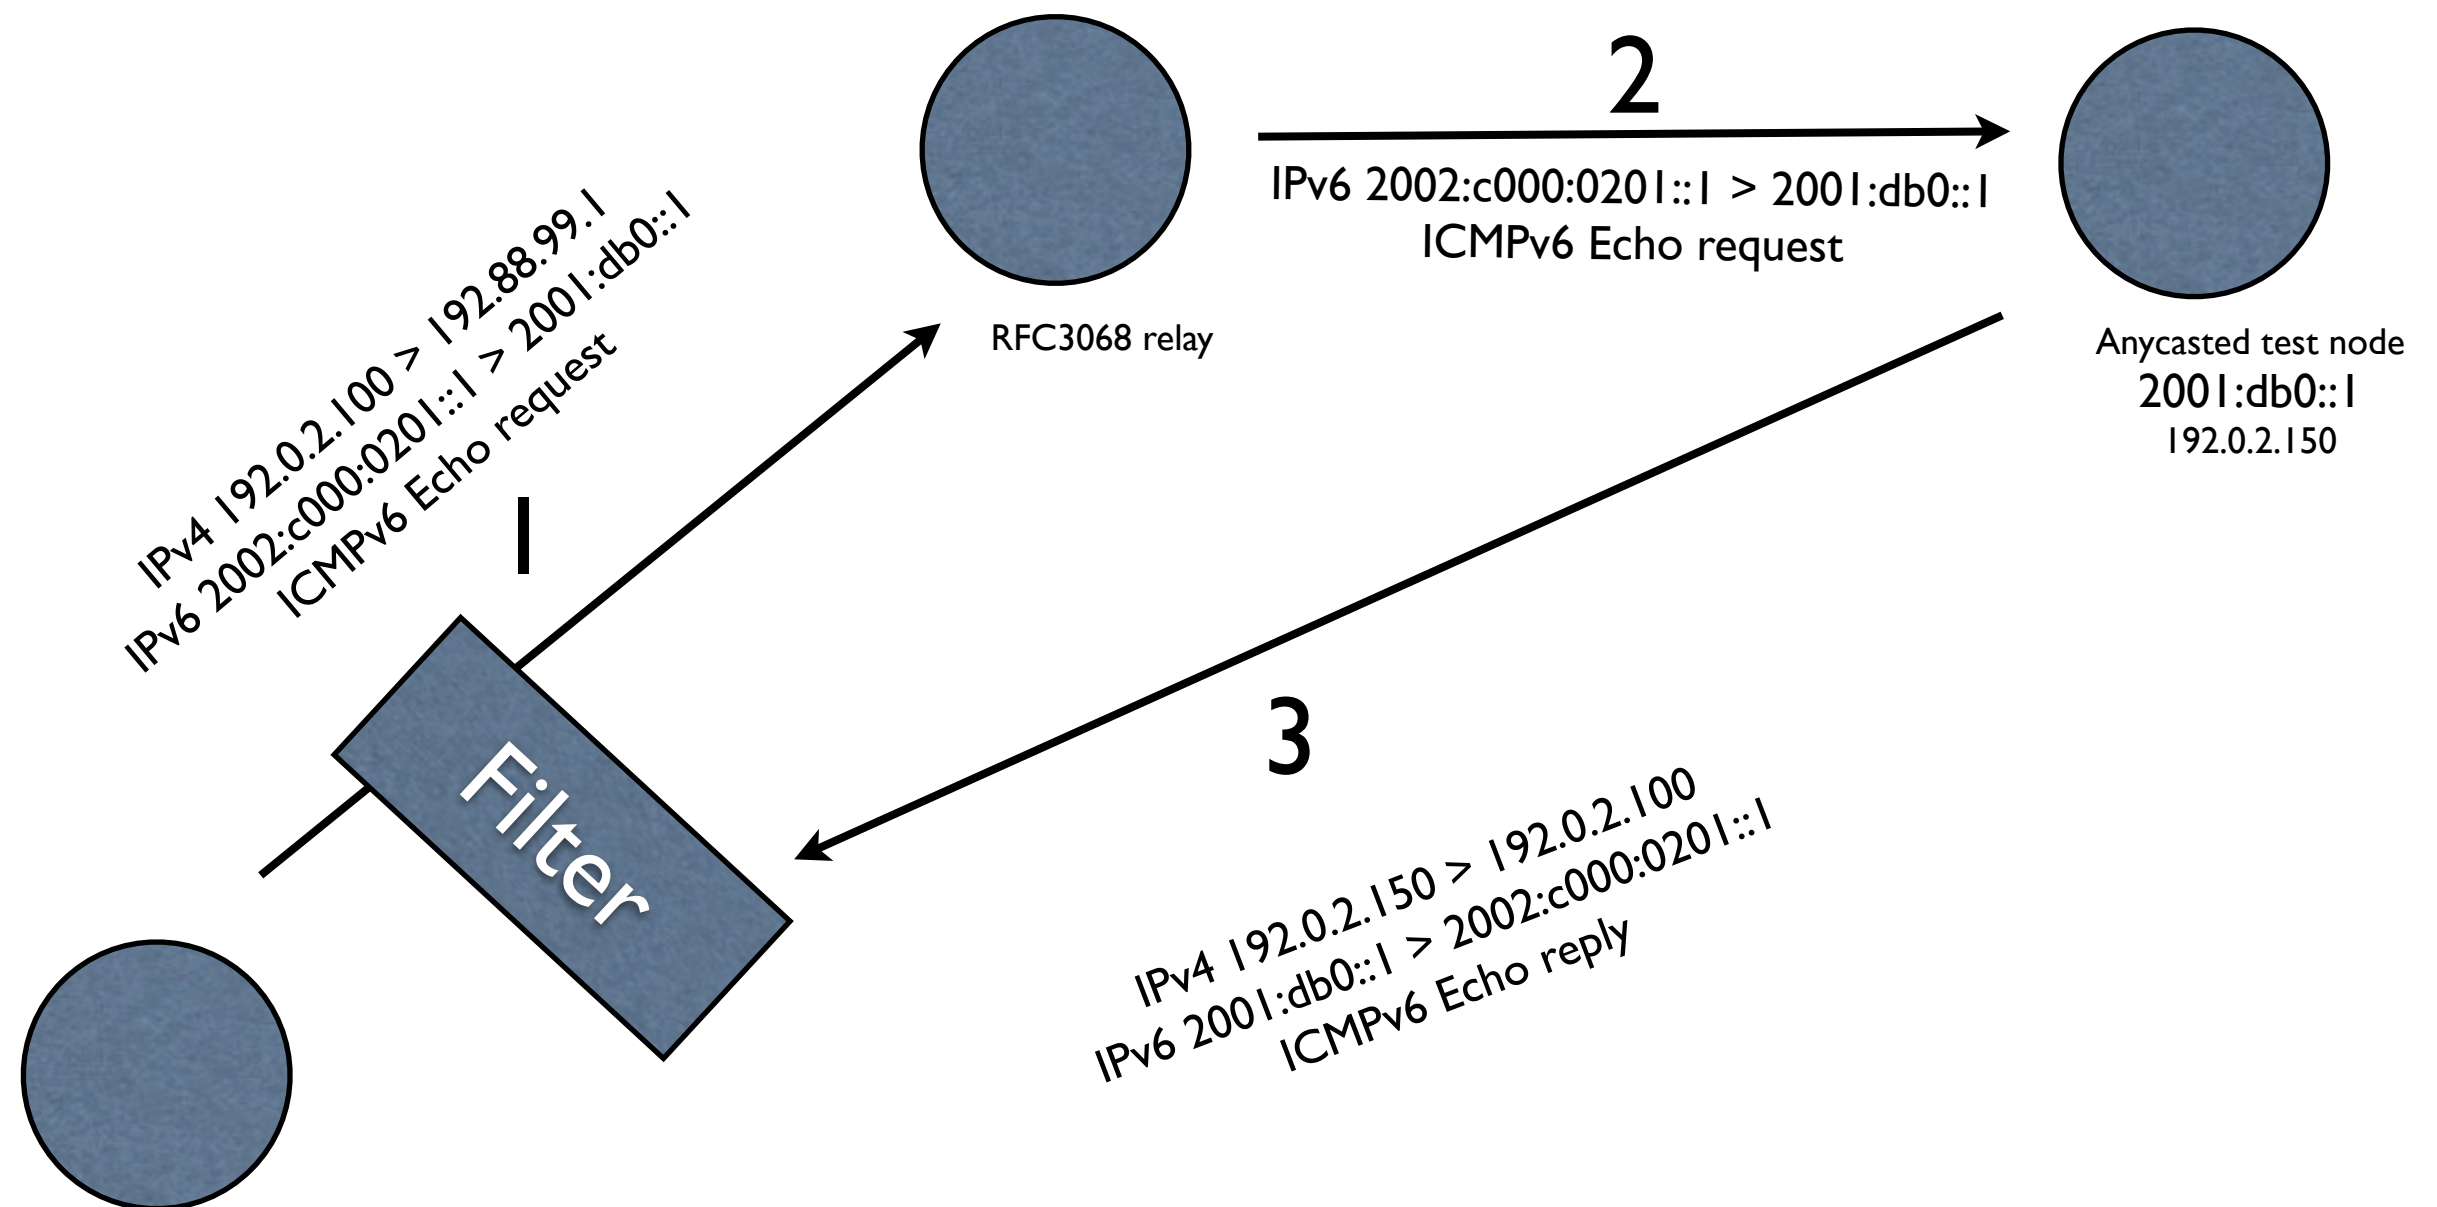 2
IPv6 2002:c000:0201::1 > 2001:db0::1
ICMPv6 Echo request
IPv4 192.0.2.100 > 192.88.99.1
IPv6 2002:c000:0201::1 > 2001:db0::1
ICMPv6 Echo request
1
RFC3068 relay
Anycasted test node
2001:db0::1
192.0.2.150
Filter
3
IPv4 192.0.2.150 > 192.0.2.100
IPv6 2001:db0::1 > 2002:c000:0201::1
ICMPv6 Echo reply